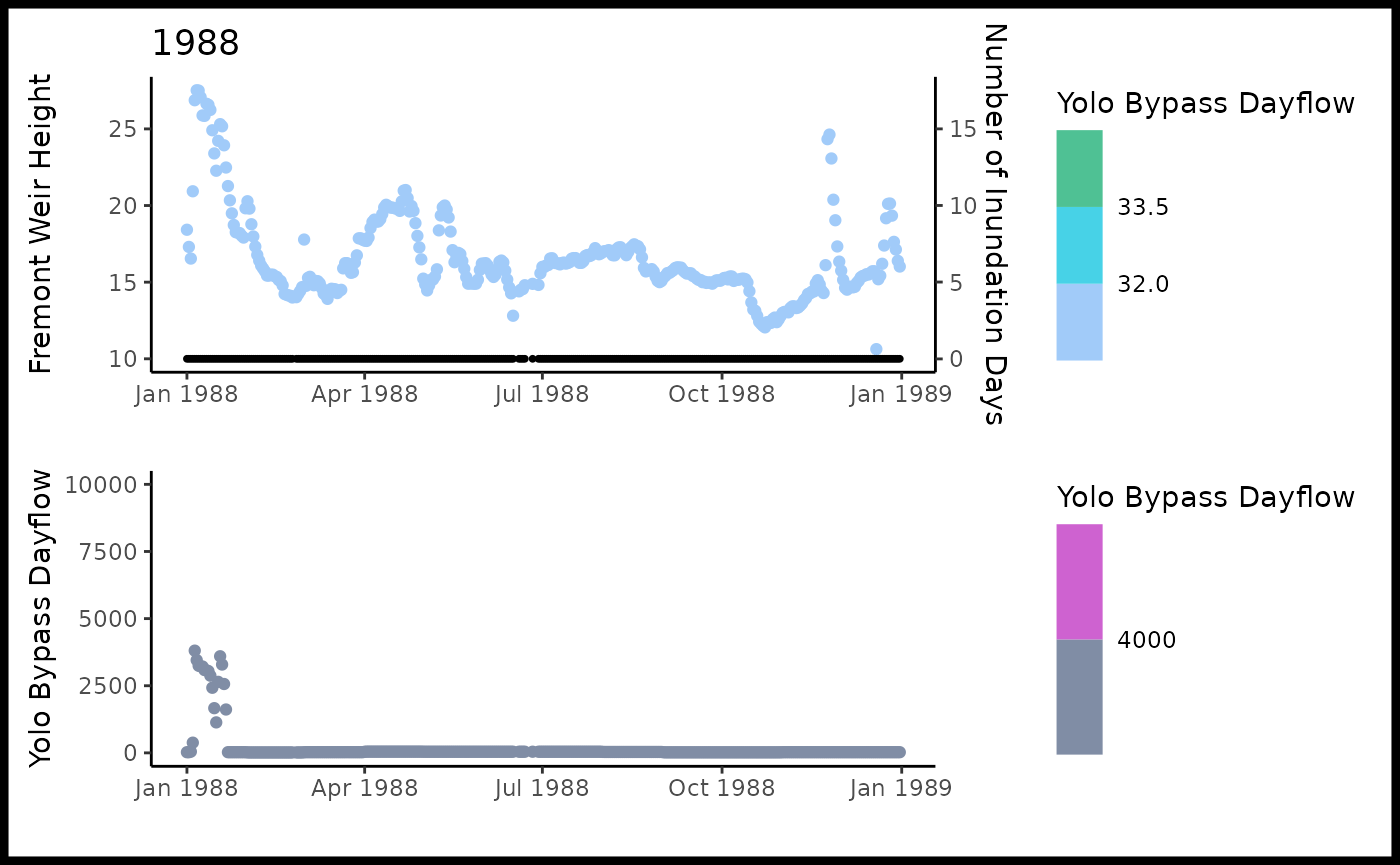 1988
Fremont Weir Height
25
20
15
10
15
10
5
0
Number of Inundation Days
Jan 1988 Apr 1988 Jul 1988 Oct 1988 Jan 1989
Yolo Bypass Dayflow
33.5
32.0
Yolo Bypass Dayflow
10000
7500
5000
2500
0
Jan 1988 Apr 1988 Jul 1988 Oct 1988 Jan 1989
Yolo Bypass Dayflow
4000